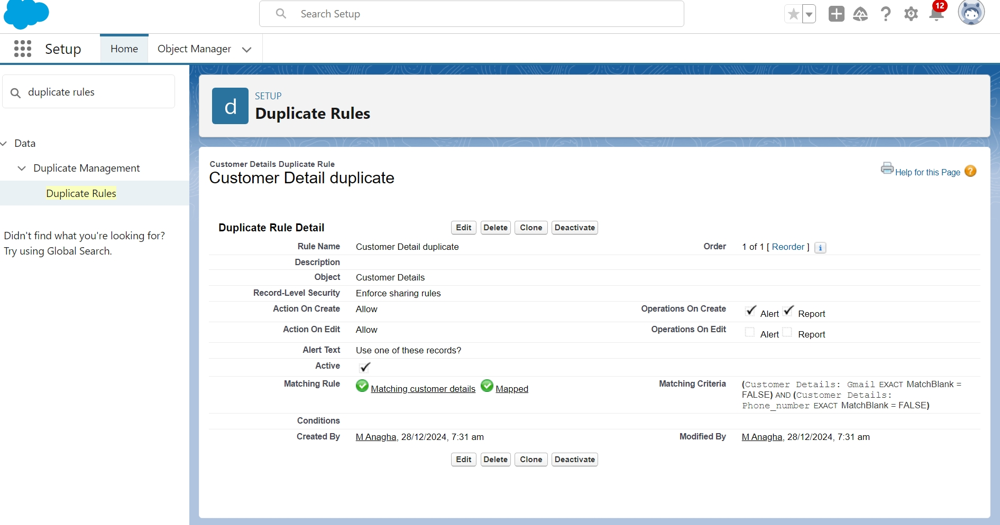 Search Setup
12
Setup
Home
Object Manager
duplicate rules
Data
Duplicate Management
Duplicate Rules
Didn't find what you're looking for?
Try using Global Search.
d
SETUP
Duplicate Rules
Customer Details Duplicate Rule
Customer Detail duplicate
Help for this Page ?
Duplicate Rule Detail
Edit Delete Clone Deactivate
Rule Name Customer Detail duplicate Order 1 of 1 [ Reorder ] i
Description
Object Customer Details
Record-Level Security Enforce sharing rules
Action On Create Allow Operations On Create Alert Report
Action On Edit Allow Operations On Edit Alert Report
Alert Text Use one of these records?
Active
Matching Rule Matching customer details Mapped Matching Criteria (Customer Details: Gmail EXACT MatchBlank =
FALSE) AND (Customer Details:
Phone_number EXACT MatchBlank = FALSE)
Conditions
Created By M Anagha, 28/12/2024, 7:31 am Modified By M Anagha, 28/12/2024, 7:31 am
Edit Delete Clone Deactivate